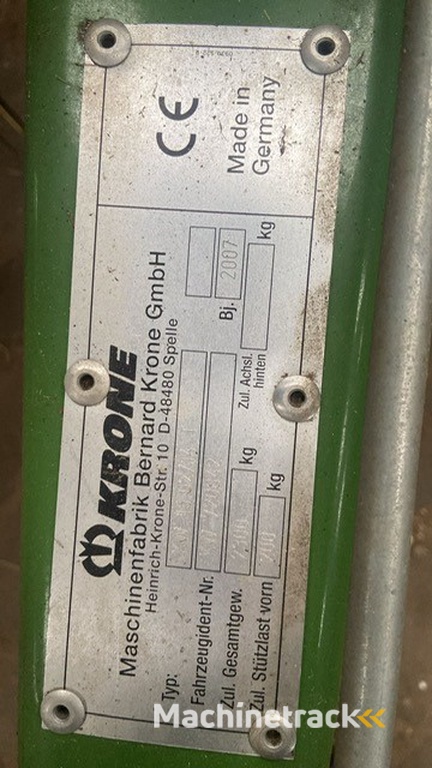 KRONE
Maschinenfabrik Bernard Krone GmbH
Heinrich-Krone-Str. 10 D-48480 Spelle
Typ:
Fahrzeugident-Nr.
Bj. 2007
Zul. Gesamtgew. kg
Zul. Achsl. hinten kg
Zul. Stützlast vorn kg
CE
Made in
Germany
Machinetrack